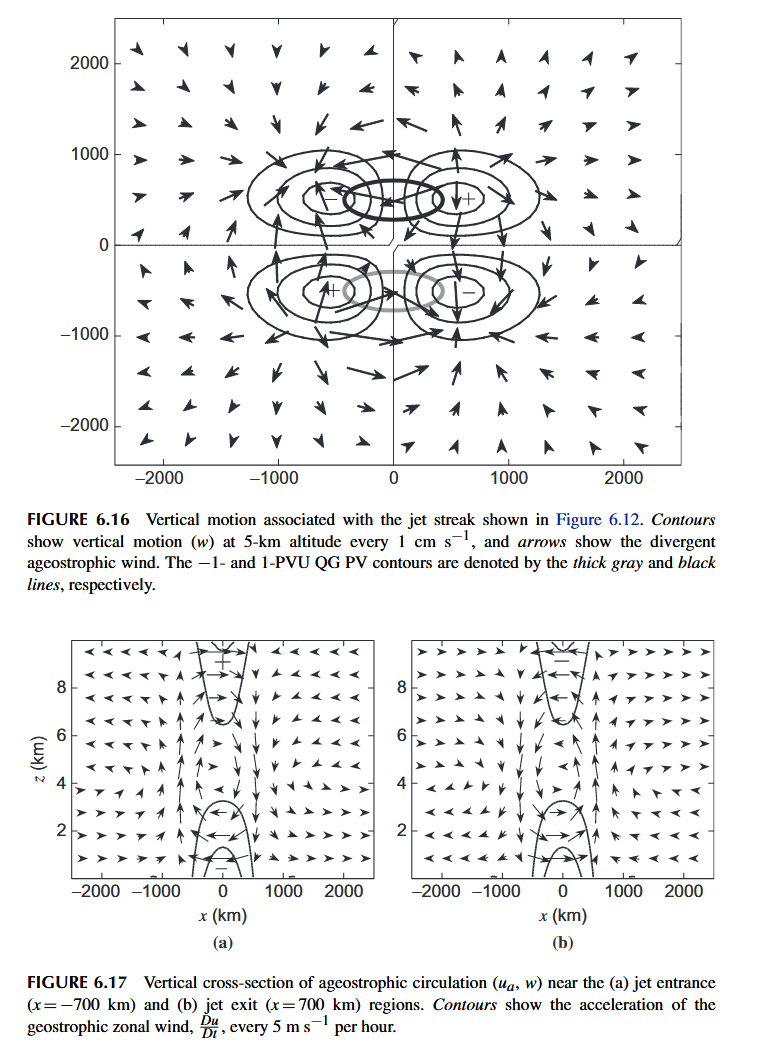 2000
1000
0
−1000
−2000
− +
+ −
−2000 −1000 0 1000 2000
FIGURE 6.16 Vertical motion associated with the jet streak shown in Figure 6.12. Contours
show vertical motion (w) at 5-km altitude every 1 cm s−1, and arrows show the divergent
ageostrophic wind. The −1- and 1-PVU QG PV contours are denoted by the thick gray and black
lines, respectively.
z (km)
8
6
4
2
+
−
−2000 −1000 0 1000 2000
x (km)
(a)
8
6
4
2
−
+
−2000 −1000 0 1000 2000
x (km)
(b)
FIGURE 6.17 Vertical cross-section of ageostrophic circulation (ua, w) near the (a) jet entrance
(x=−700 km) and (b) jet exit (x=700 km) regions. Contours show the acceleration of the
geostrophic zonal wind, Du/Dt, every 5 m s−1 per hour.